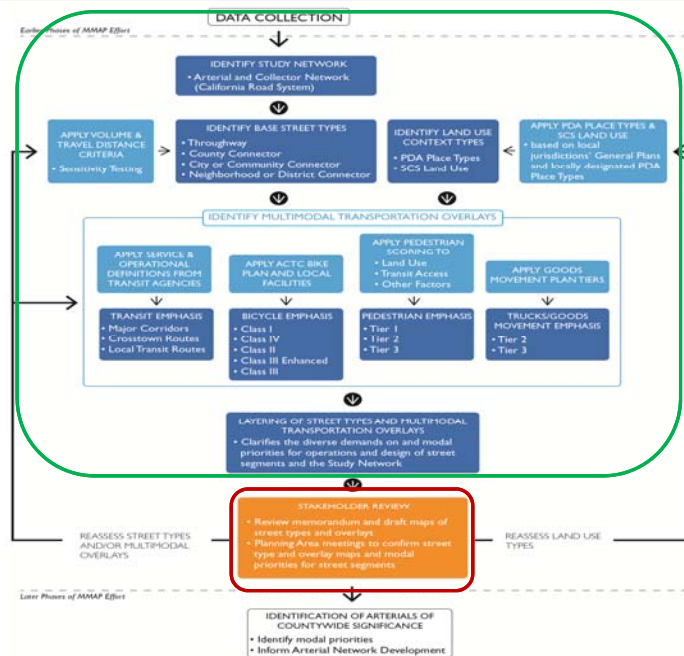 DATA COLLECTION
Earlier Phases of MMAP Effort
IDENTIFY STUDY NETWORK
• Arterial and Collector Network
(California Road System)
APPLY VOLUME &
TRAVEL DISTANCE
CRITERIA
• Sensitivity Testing
IDENTIFY BASE STREET TYPES
• Throughway
• County Connector
• City or Community Connector
• Neighborhood or District Connector
IDENTIFY LAND USE
CONTEXT TYPES
• PDA Place Types
• SCS Land Use
APPLY PDA PLACE TYPES &
SCS LAND USE
• based on local
jurisdictions' General Plans
and locally designated PDA
Place Types
IDENTIFY MULTIMODAL TRANSPORTATION OVERLAYS
APPLY SERVICE &
OPERATIONAL
DEFINITIONS FROM
TRANSIT AGENCIES
APPLY ACTC BIKE
PLAN AND LOCAL
FACILITIES
APPLY PEDESTRIAN
SCORING TO
• Land Use
• Transit Access
• Other Factors
APPLY GOODS
MOVEMENT PLAN TIERS
TRANSIT EMPHASIS
• Major Corridors
• Crosstown Routes
• Local Transit Routes
BICYCLE EMPHASIS
• Class I
• Class IV
• Class II
• Class III Enhanced
• Class III
PEDESTRIAN EMPHASIS
• Tier 1
• Tier 2
• Tier 3
TRUCKS/GOODS
MOVEMENT EMPHASIS
• Tier 2
• Tier 3
LAYERING OF STREET TYPES AND MULTIMODAL
TRANSPORTATION OVERLAYS
• Clarifies the diverse demands on and modal
priorities for operations and design of street
segments and the Study Network
STAKEHOLDER REVIEW
• Review memorandum and draft maps of
street types and overlays
• Planning Area meetings to confirm street
type and overlay maps and modal
priorities for street segments
REASSESS STREET TYPES
AND/OR MULTIMODAL
OVERLAYS
REASSESS LAND USE
TYPES
Later Phases of MMAP Effort
IDENTIFICATION OF ARTERIALS OF
COUNTYWIDE SIGNIFICANCE
• Identify modal priorities
• Inform Arterial Network Development